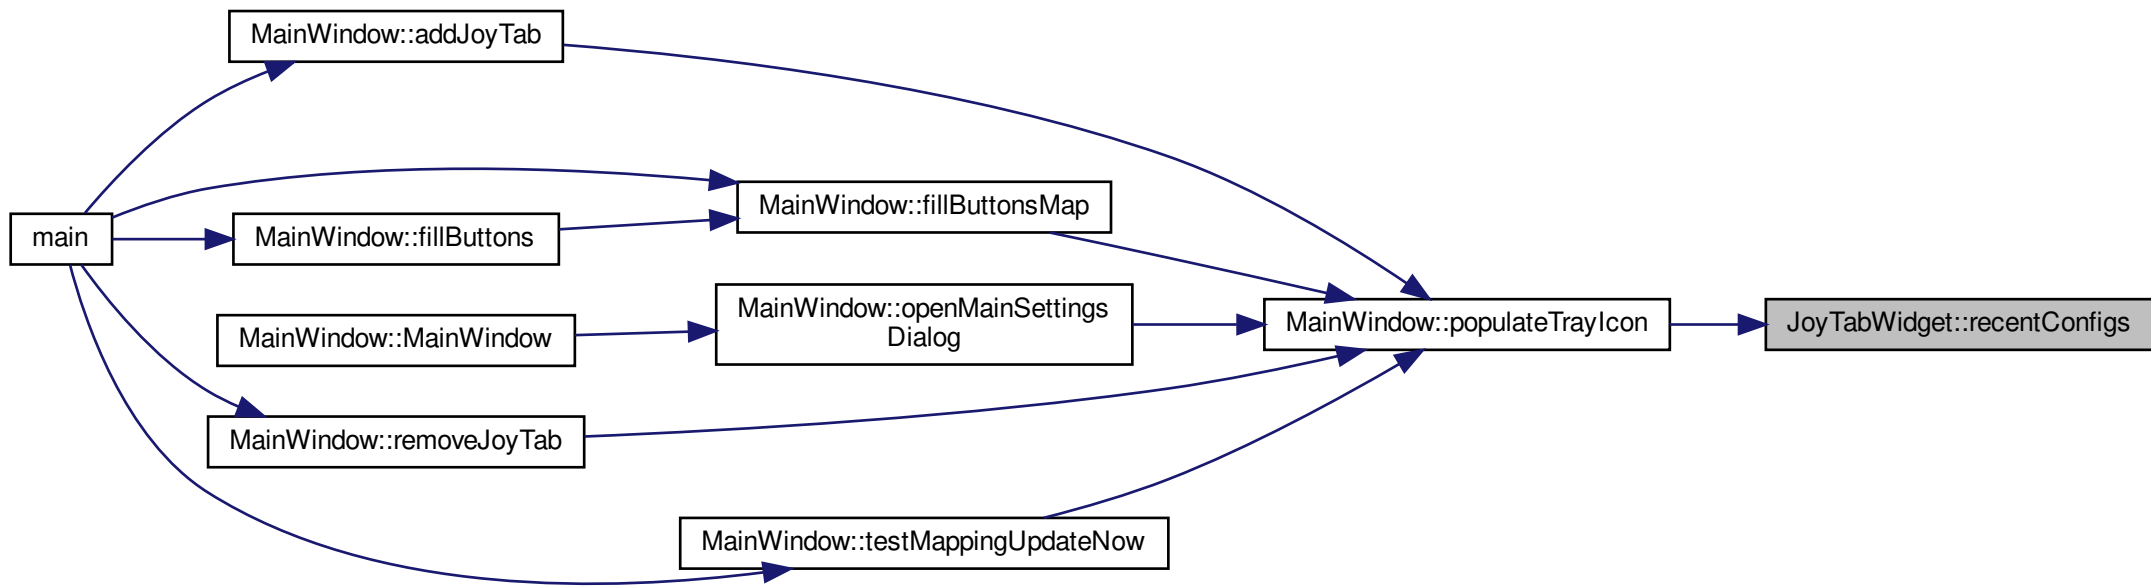 MainWindow::addJoyTab
MainWindow::fillButtonsMap
main
MainWindow::fillButtons
MainWindow::openMainSettings
Dialog
MainWindow::MainWindow
MainWindow::populateTrayIcon
JoyTabWidget::recentConfigs
MainWindow::removeJoyTab
MainWindow::testMappingUpdateNow